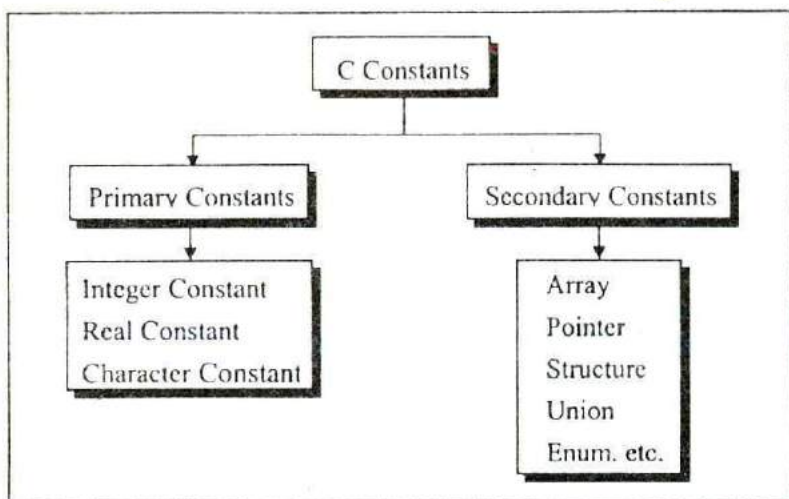 C Constants
Primary Constants
Secondary Constants
Integer Constant
Real Constant
Character Constant
Array
Pointer
Structure
Union
Enum. etc.